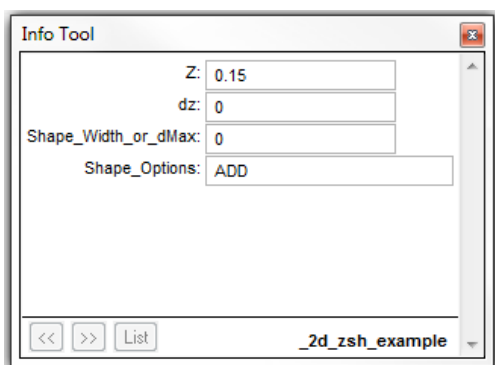 Info Tool
Z: 0.15
dz: 0
Shape_Width_or_dMax: 0
Shape_Options: ADD
<< >> List _2d_zsh_example